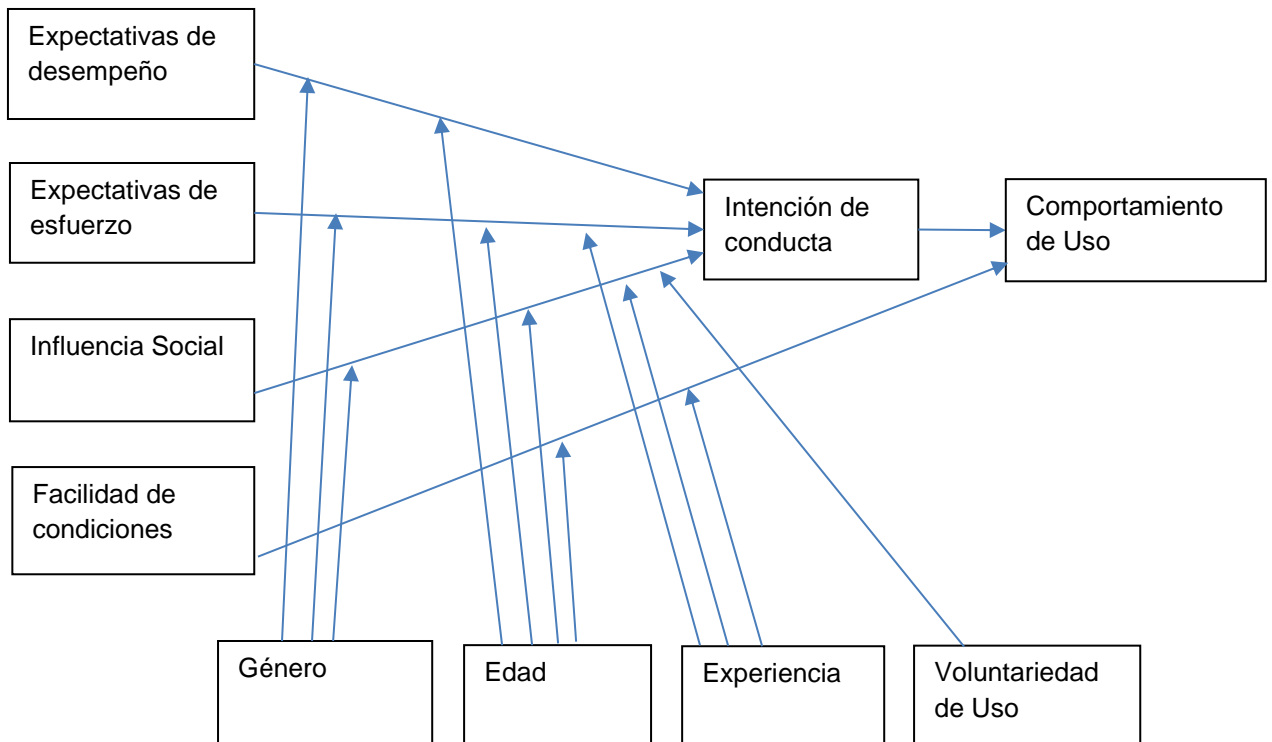 Expectativas de
desempeño
Expectativas de
esfuerzo
Intención de
conducta
Comportamiento
de Uso
Influencia Social
Facilidad de
condiciones
Género
Edad
Experiencia
Voluntariedad
de Uso